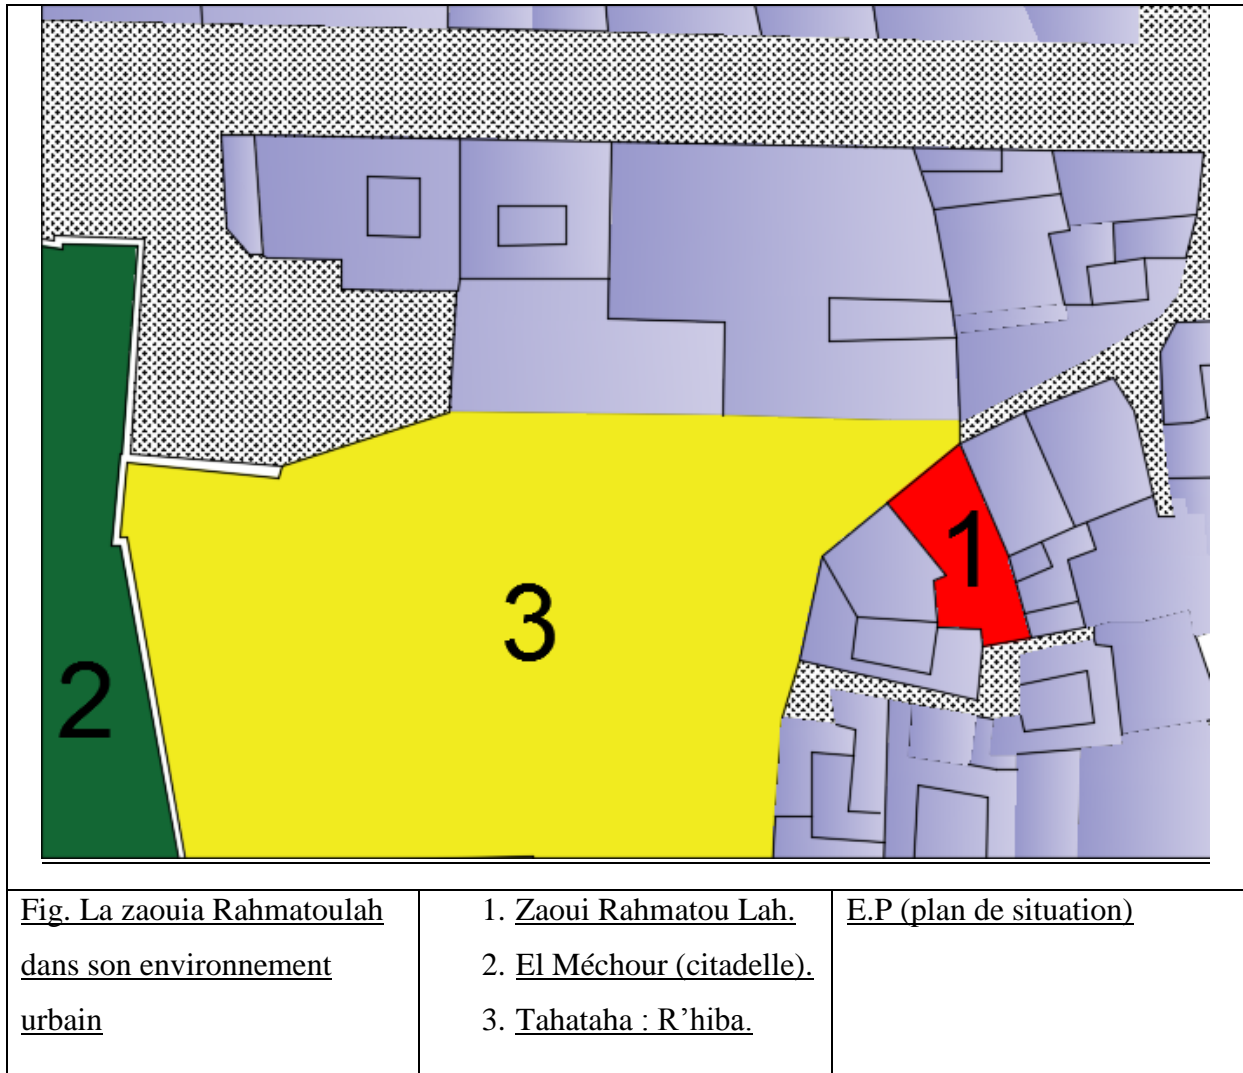 1
3
2
Fig. La zaouia Rahmatoulah
dans son environnement
urbain
1. Zaoui Rahmatou Lah.
2. El Méchour (citadelle).
3. Tahataha : R’hiba.
E.P (plan de situation)